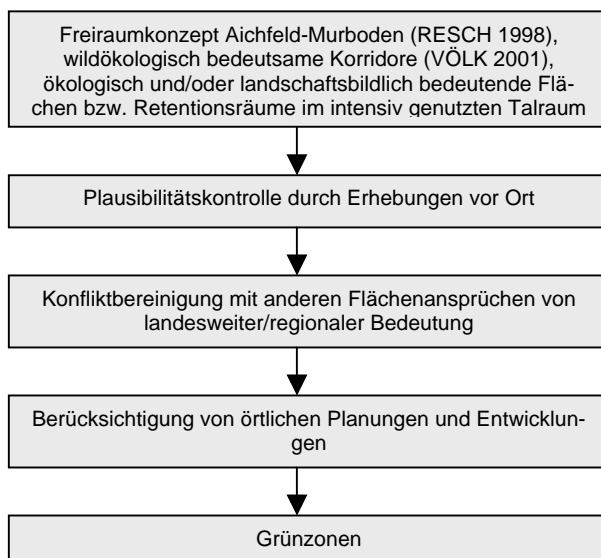 Freiraumkonzept Aichfeld-Murboden (RESCH 1998),
wildökologisch bedeutsame Korridore (VÖLK 2001),
ökologisch und/oder landschaftsbildlich bedeutende Flä-
chen bzw. Retentionsräume im intensiv genutzten Talraum
Plausibilitätskontrolle durch Erhebungen vor Ort
Konfliktbereinigung mit anderen Flächenansprüchen von
landesweiter/regionaler Bedeutung
Berücksichtigung von örtlichen Planungen und Entwicklun-
gen
Grünzonen